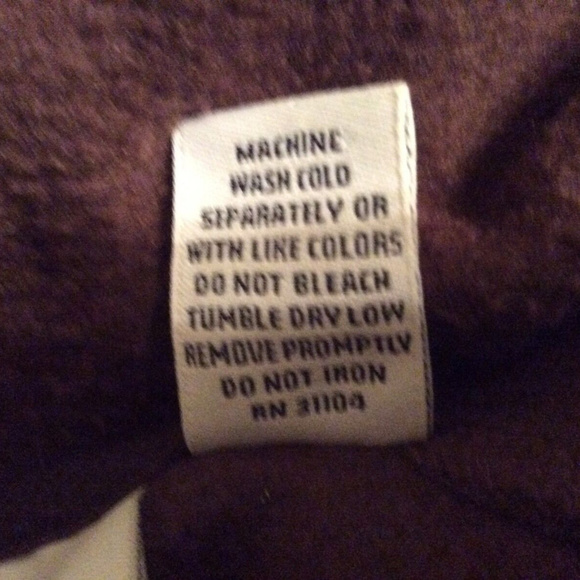 MACHINE
WASH COLD
SEPARATELY OR
WITH LIKE COLORS
DO NOT BLEACH
TUMBLE DRY LOW
REMOVE PROMPTLY
DO NOT IRON
RN 31104